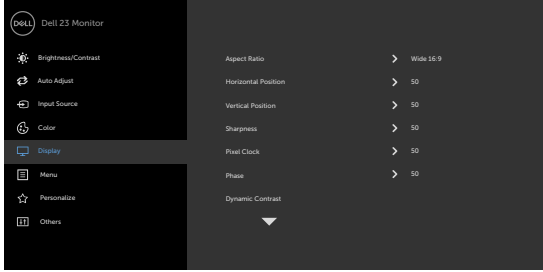 DELL Dell 23 Monitor
Brightness/Contrast
Auto Adjust
Input Source
Color
Display
Menu
Personalize
Others
Aspect Ratio Wide 16:9
Horizontal Position 50
Vertical Position 50
Sharpness 50
Pixel Clock 50
Phase 50
Dynamic Contrast